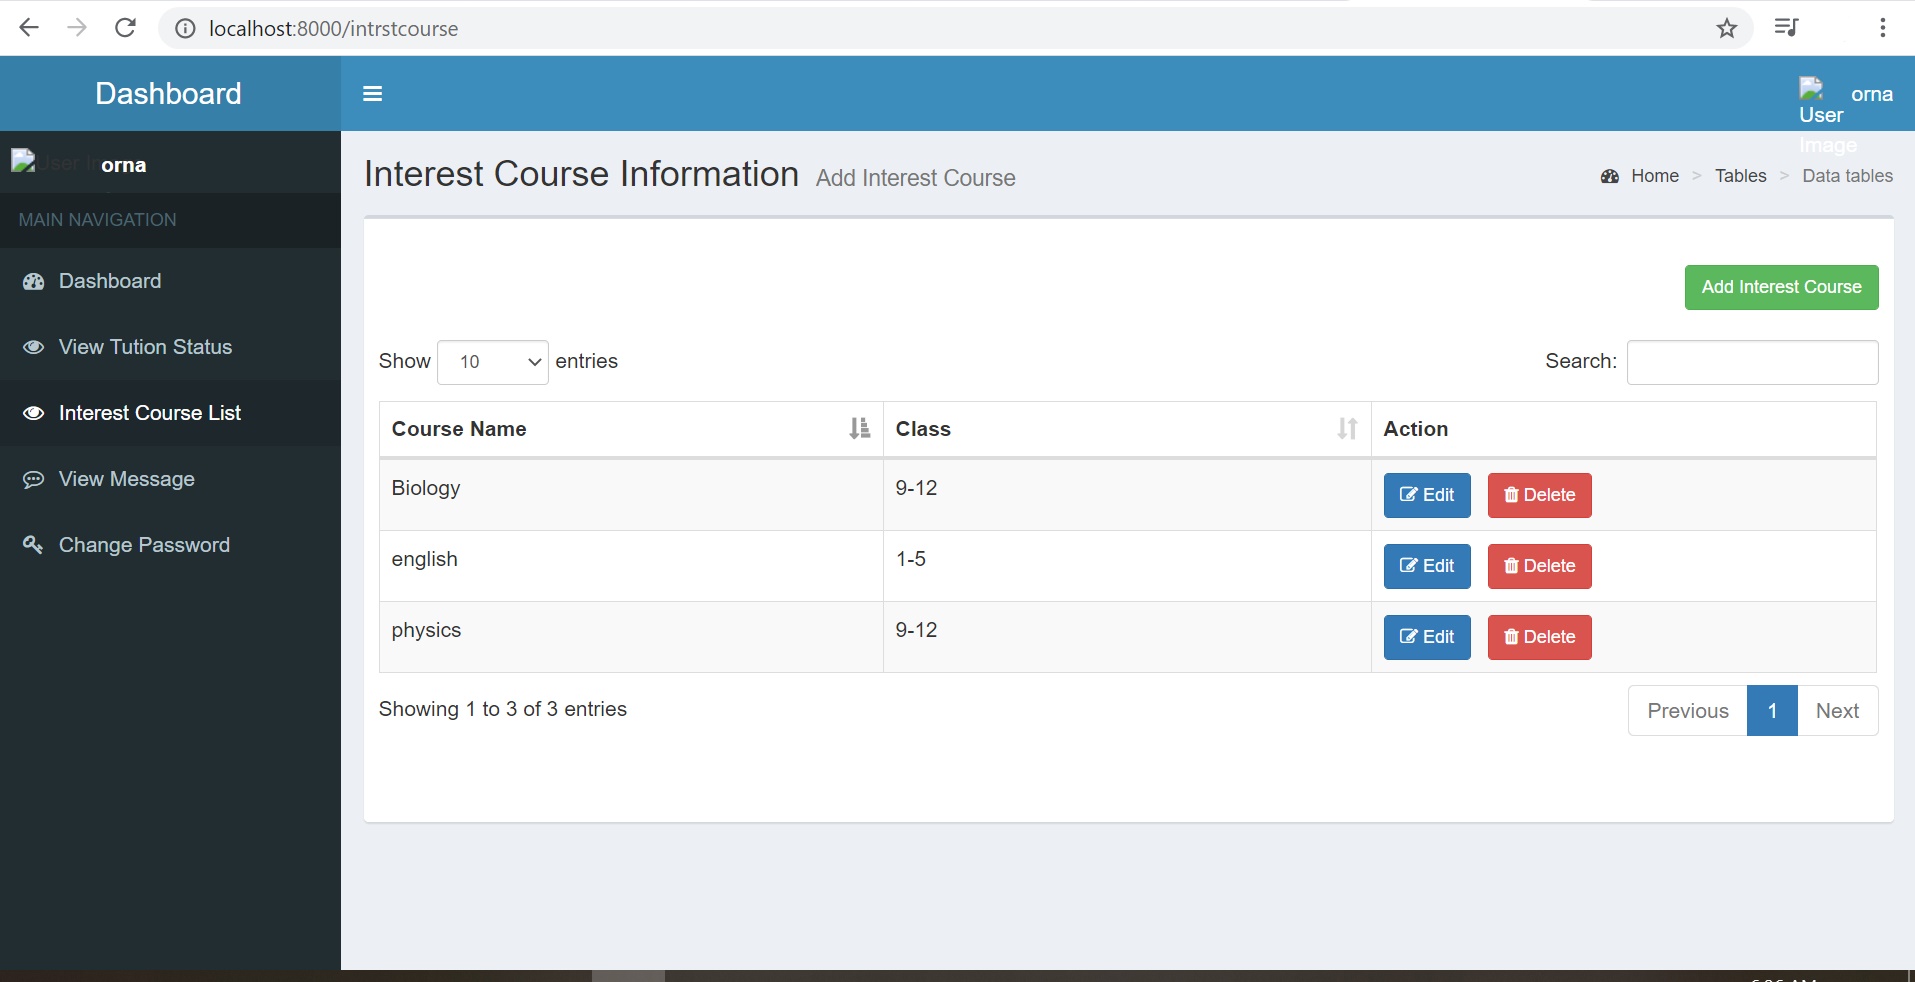 localhost:8000/intrstcourse
Dashboard
User Image
orna
orna
MAIN NAVIGATION
Dashboard
View Tution Status
Interest Course List
View Message
Change Password
Interest Course Information Add Interest Course
Home > Tables > Data tables
Add Interest Course
Show 10 entries
Search:
Course Name Class Action
Biology 9-12 Edit Delete
english 1-5 Edit Delete
physics 9-12 Edit Delete
Showing 1 to 3 of 3 entries
Previous 1 Next